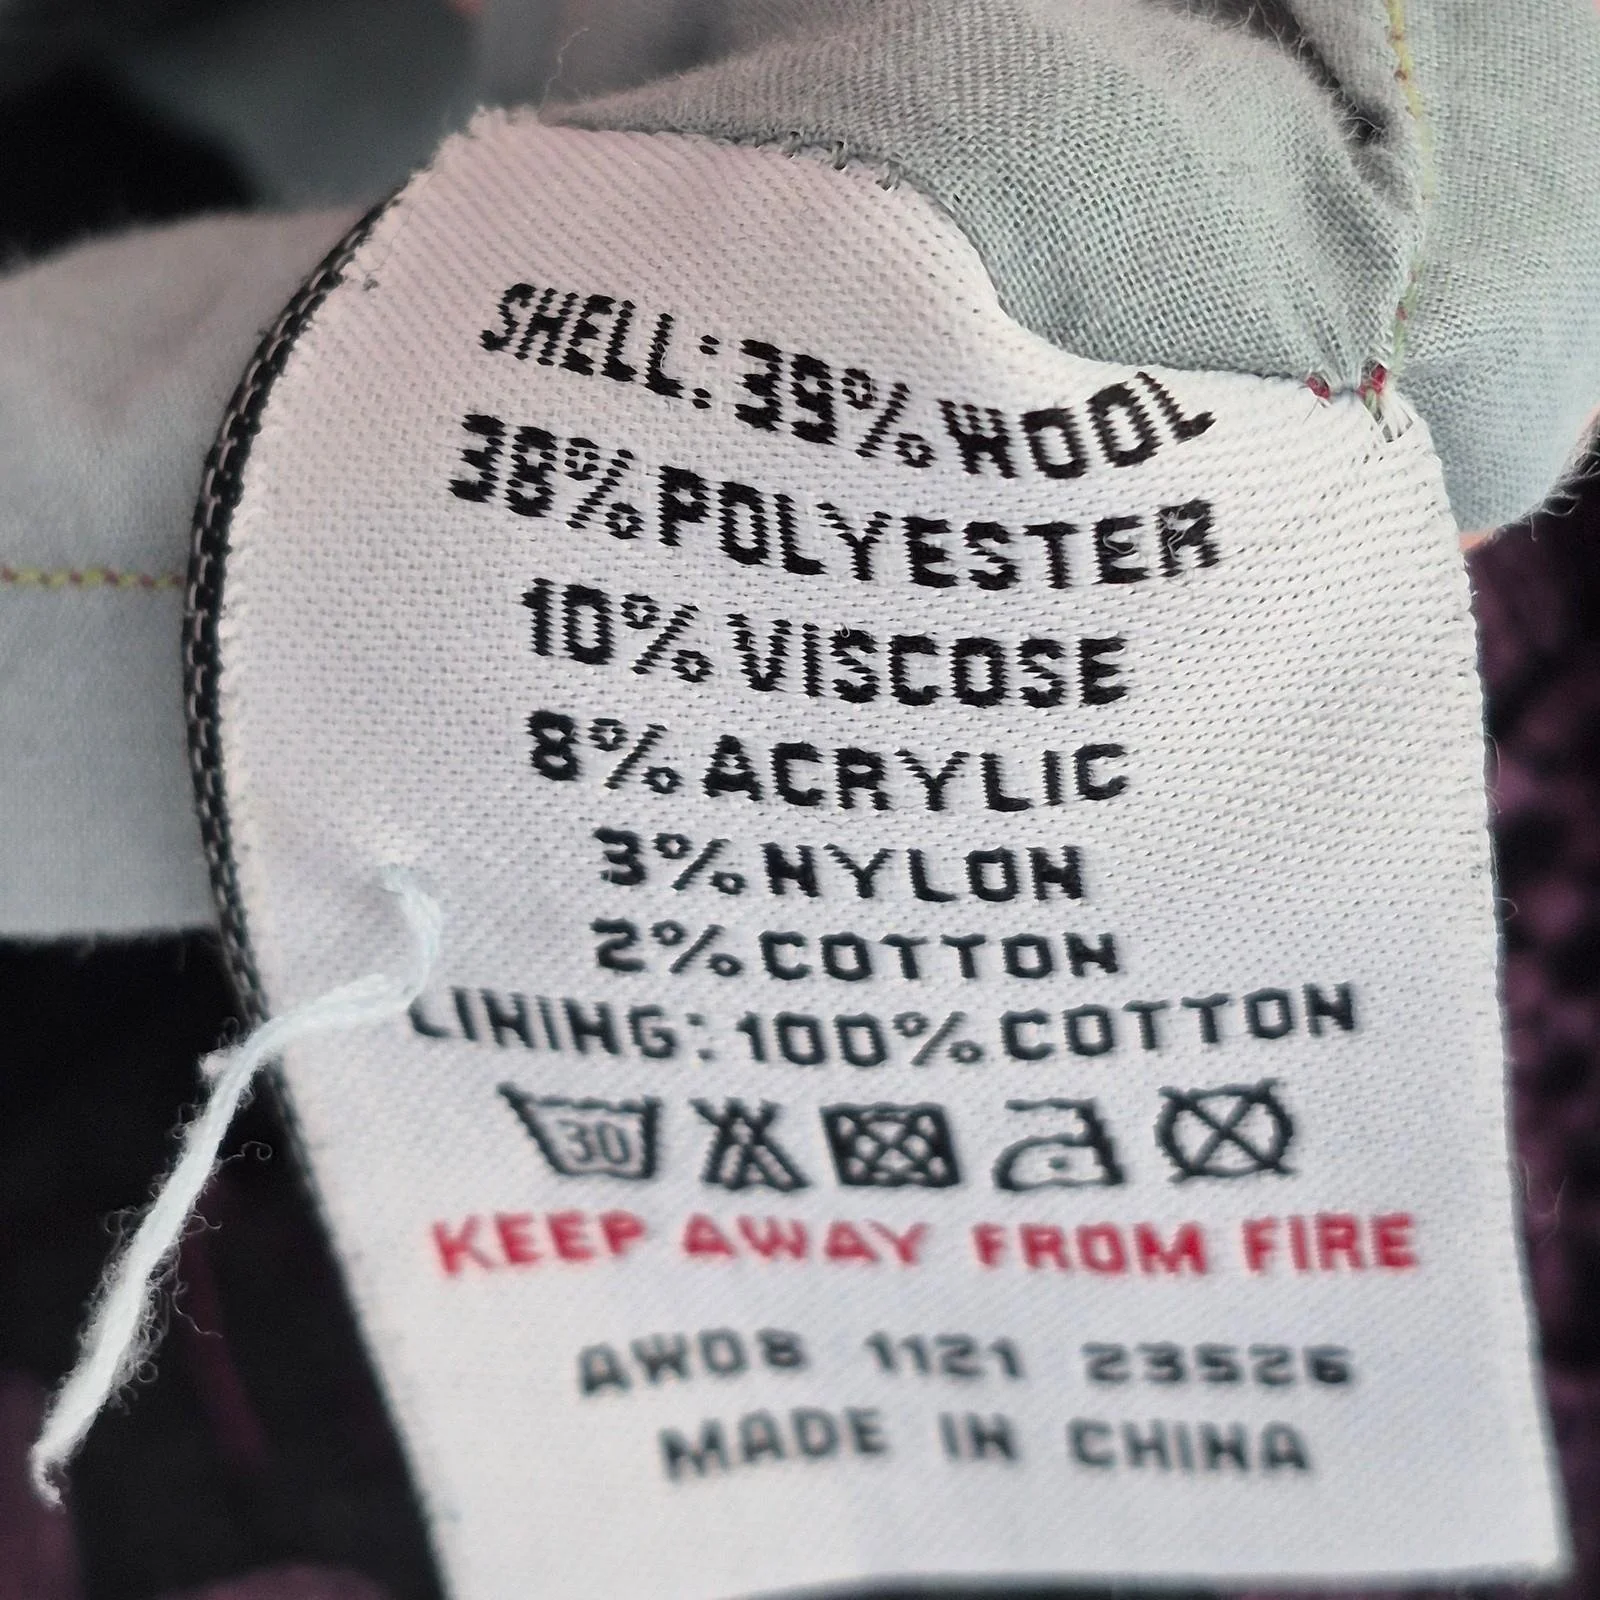 SHELL: 39% WOOL
38% POLYESTER
10% VISCOSE
8% ACRYLIC
3% NYLON
2% COTTON
LINING: 100% COTTON
30
KEEP AWAY FROM FIRE
AW08 1121 23526
MADE IN CHINA